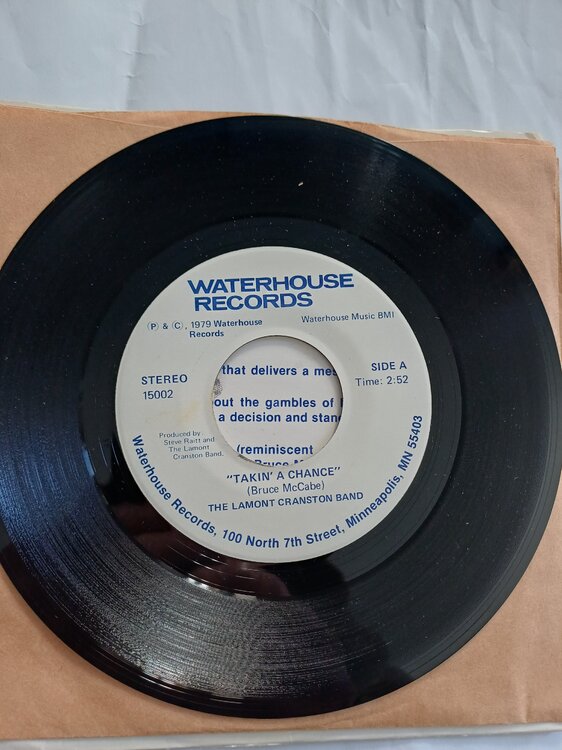 WATERHOUSE
RECORDS
Ⓟ & Ⓒ, 1979 Waterhouse
Records
Waterhouse Music BMI
STEREO
15002
SIDE A
Time: 2:52
that delivers a
out the gambles of
a decision and
(reminiscent
Produced by
Steve Raitt and
The Lamont
Cranston Band.
"TAKIN' A CHANCE"
(Bruce McCabe)
THE LAMONT CRANSTON BAND
Waterhouse Records, 100 North 7th Street, Minneapolis, MN 55403